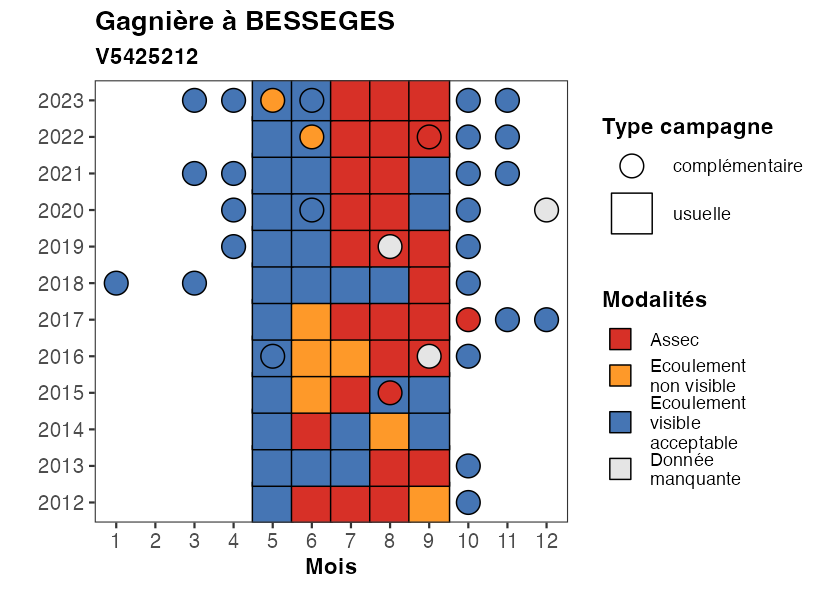 Gagnière à BESSEGES
V5425212
2023
2022
2021
2020
2019
2018
2017
2016
2015
2014
2013
2012
1 2 3 4 5 6 7 8 9 10 11 12
Mois
Type campagne
complémentaire
usuelle
Modalités
Assec
Ecoulement
non visible
Ecoulement
visible
acceptable
Donnée
manquante